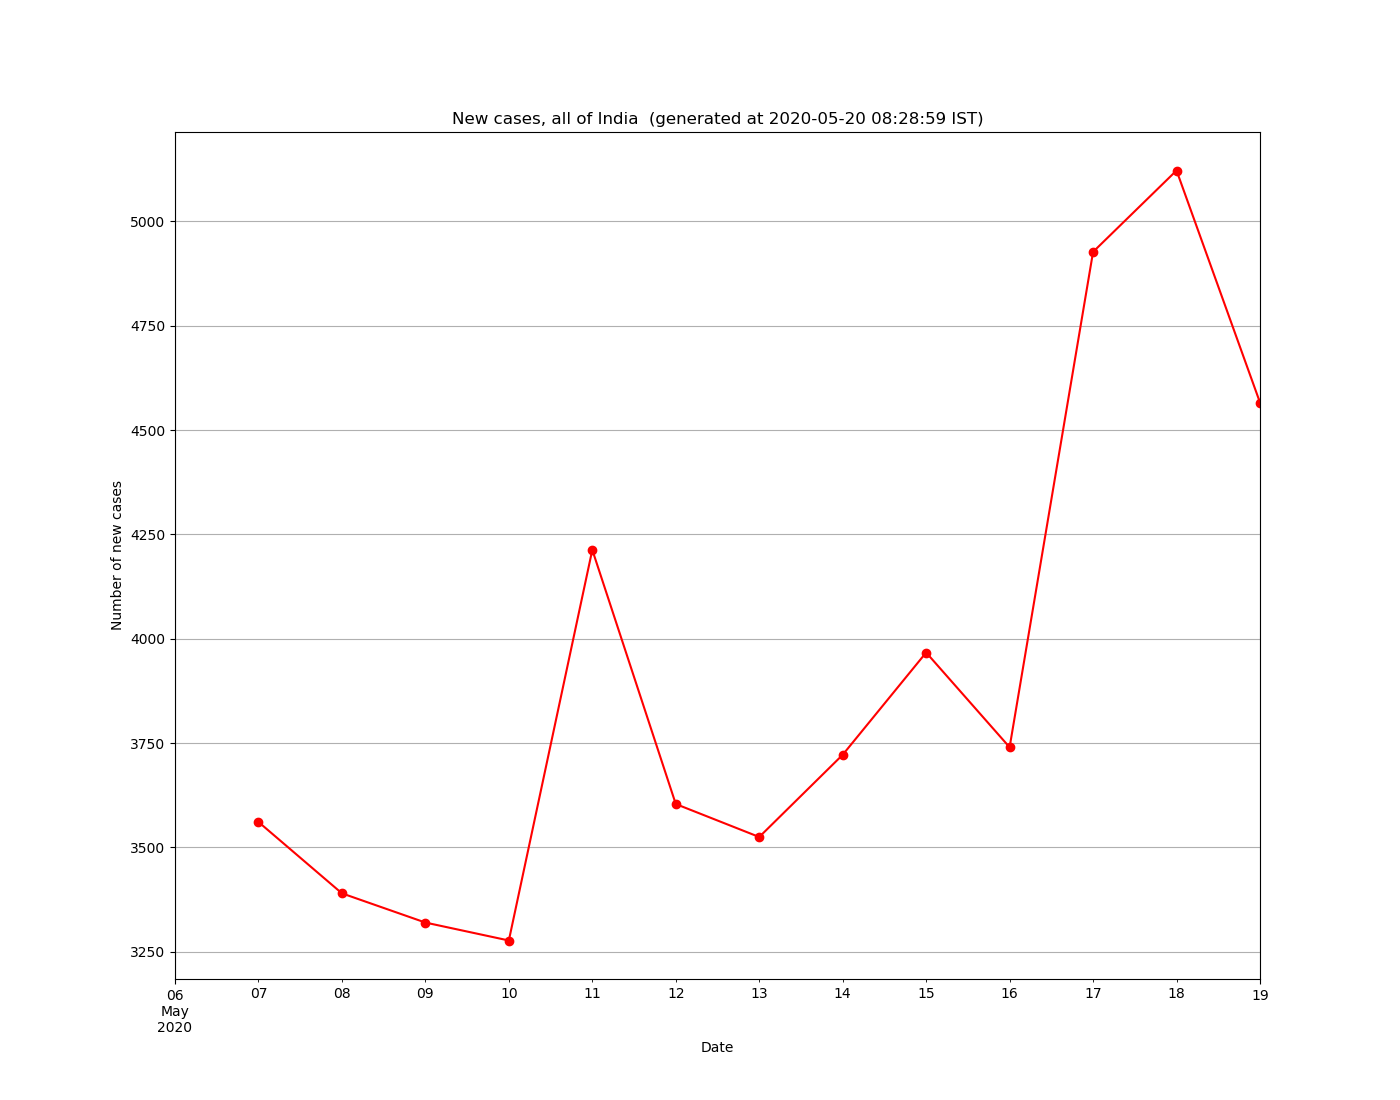 New cases, all of India  (generated at 2020-05-20 08:28:59 IST)
5000
4750
4500
4250
4000
3750
3500
3250
Number of new cases
06 07 08 09 10 11 12 13 14 15 16 17 18 19
May
2020
Date